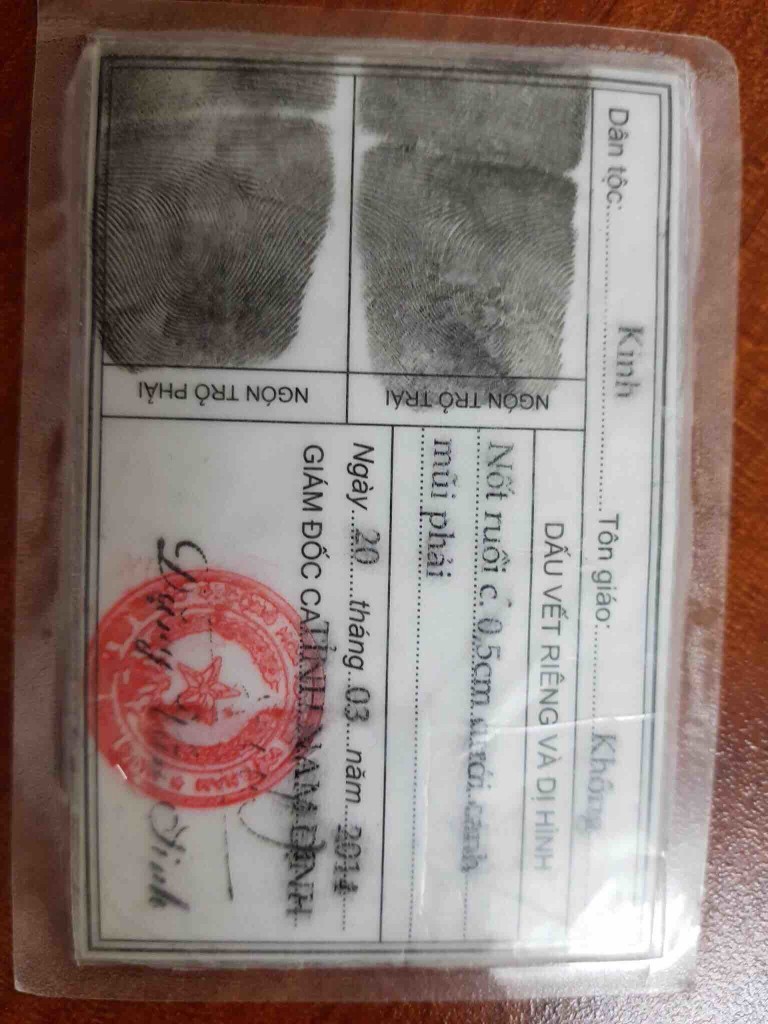 Dân tộc: Kinh Tôn giáo: Không
NGÓN TRỎ TRÁI
NGÓN TRỎ PHẢI
DẤU VẾT RIÊNG VÀ DỊ HÌNH
Nốt ruồi c. 0,5cm dưới cánh
mũi phải
Ngày 20 tháng 03 năm 2014
GIÁM ĐỐC CA TỈNH NAM ĐỊNH